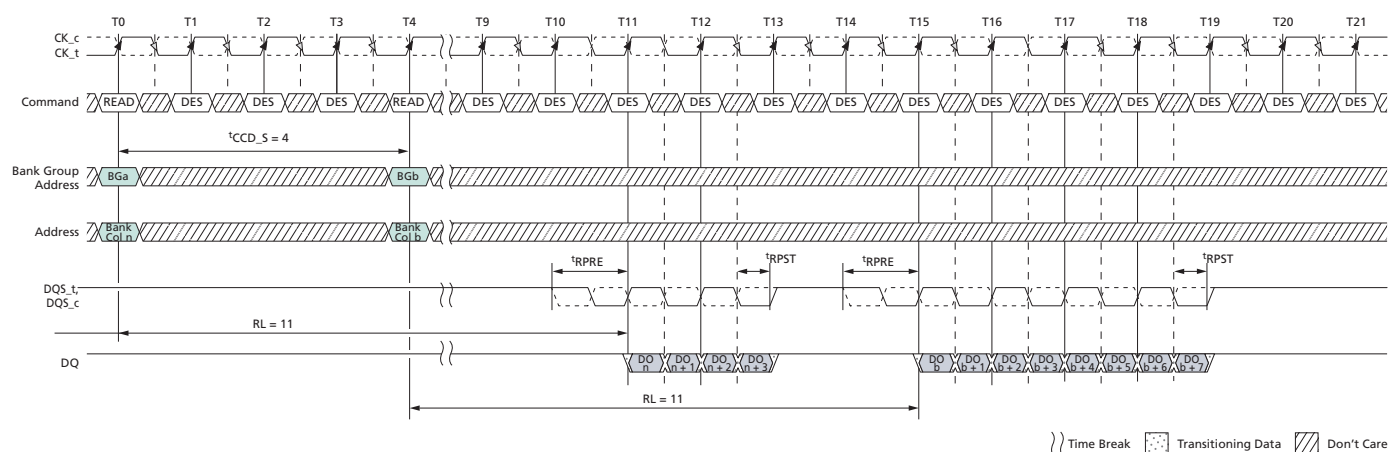 T0 T1 T2 T3 T4 T9 T10 T11 T12 T13 T14 T15 T16 T17 T18 T19 T20 T21
CK_c
CK_t
Command READ DES DES DES READ DES DES DES DES DES DES DES DES DES DES DES DES DES
tCCD_S = 4
Bank Group
Address BGa BGb
Address Bank
Col n Bank
Col b
tRPRE tRPST tRPRE tRPST
DQS_t,
DQS_c
RL = 11
DQ DO
n DO
n + 1 DO
n + 2 DO
n + 3 DO
b DO
b + 1 DO
b + 2 DO
b + 3 DO
b + 4 DO
b + 5 DO
b + 6 DO
b + 7
RL = 11
Time Break Transitioning Data Don't Care